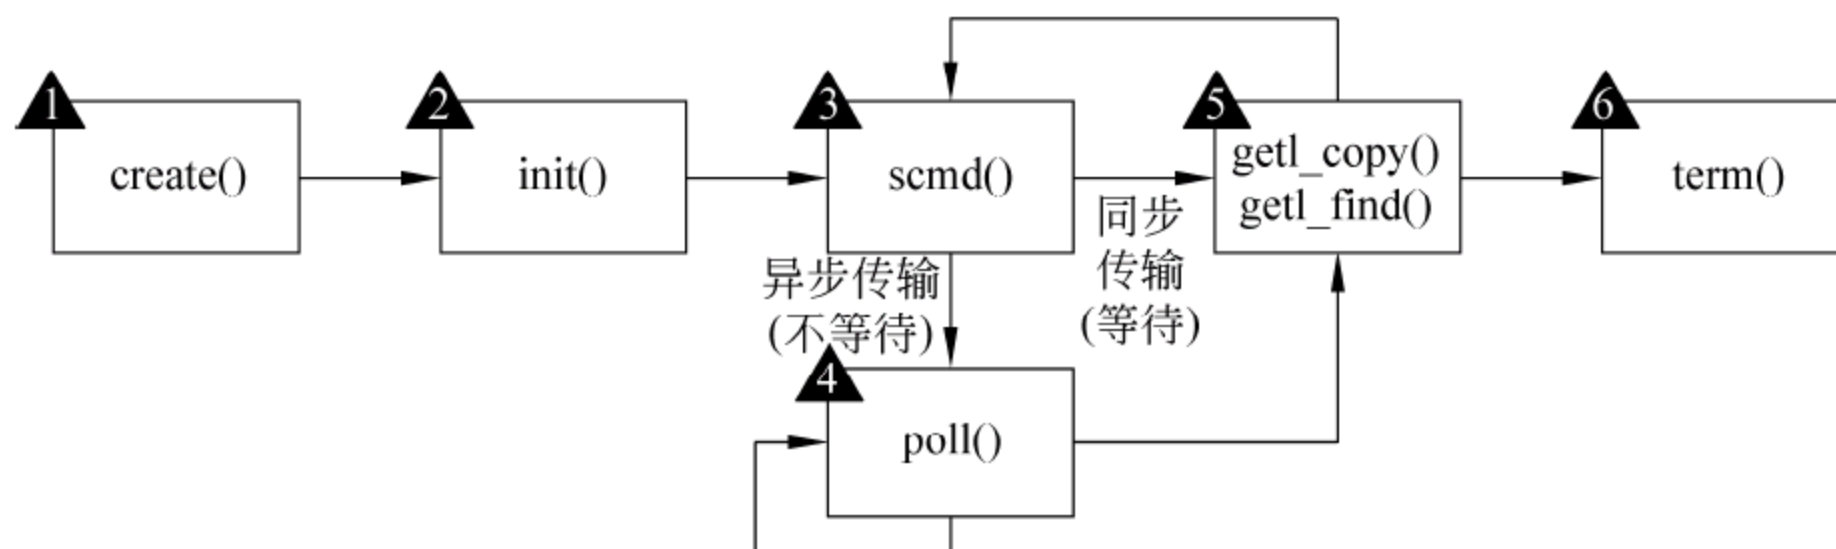 1
create()
2
init()
3
scmd()
5
getl_copy()
getl_find()
6
term()
同步
传输
(等待)
异步传输
(不等待)
4
poll()